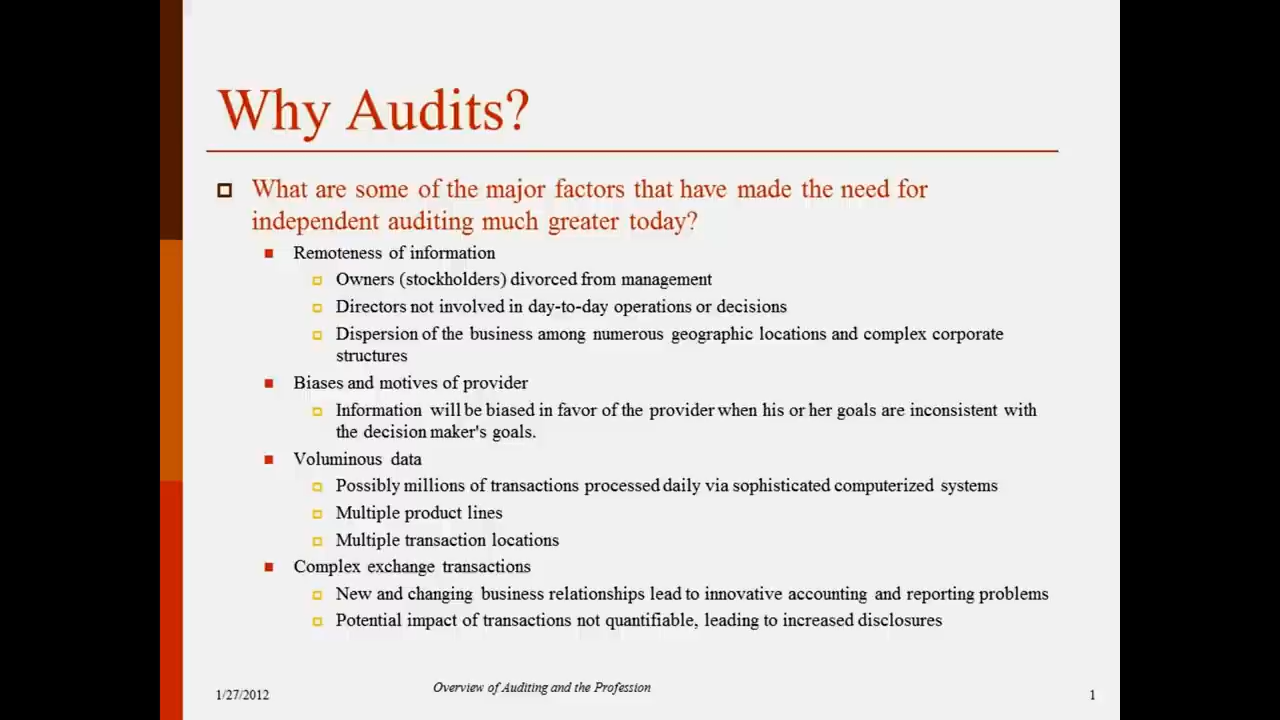 Why Audits?
What are some of the major factors that have made the need for
independent auditing much greater today?
Remoteness of information
Owners (stockholders) divorced from management
Directors not involved in day-to-day operations or decisions
Dispersion of the business among numerous geographic locations and complex corporate
structures
Biases and motives of provider
Information will be biased in favor of the provider when his or her goals are inconsistent with
the decision maker's goals.
Voluminous data
Possibly millions of transactions processed daily via sophisticated computerized systems
Multiple product lines
Multiple transaction locations
Complex exchange transactions
New and changing business relationships lead to innovative accounting and reporting problems
Potential impact of transactions not quantifiable, leading to increased disclosures
1/27/2012
Overview of Auditing and the Profession
1